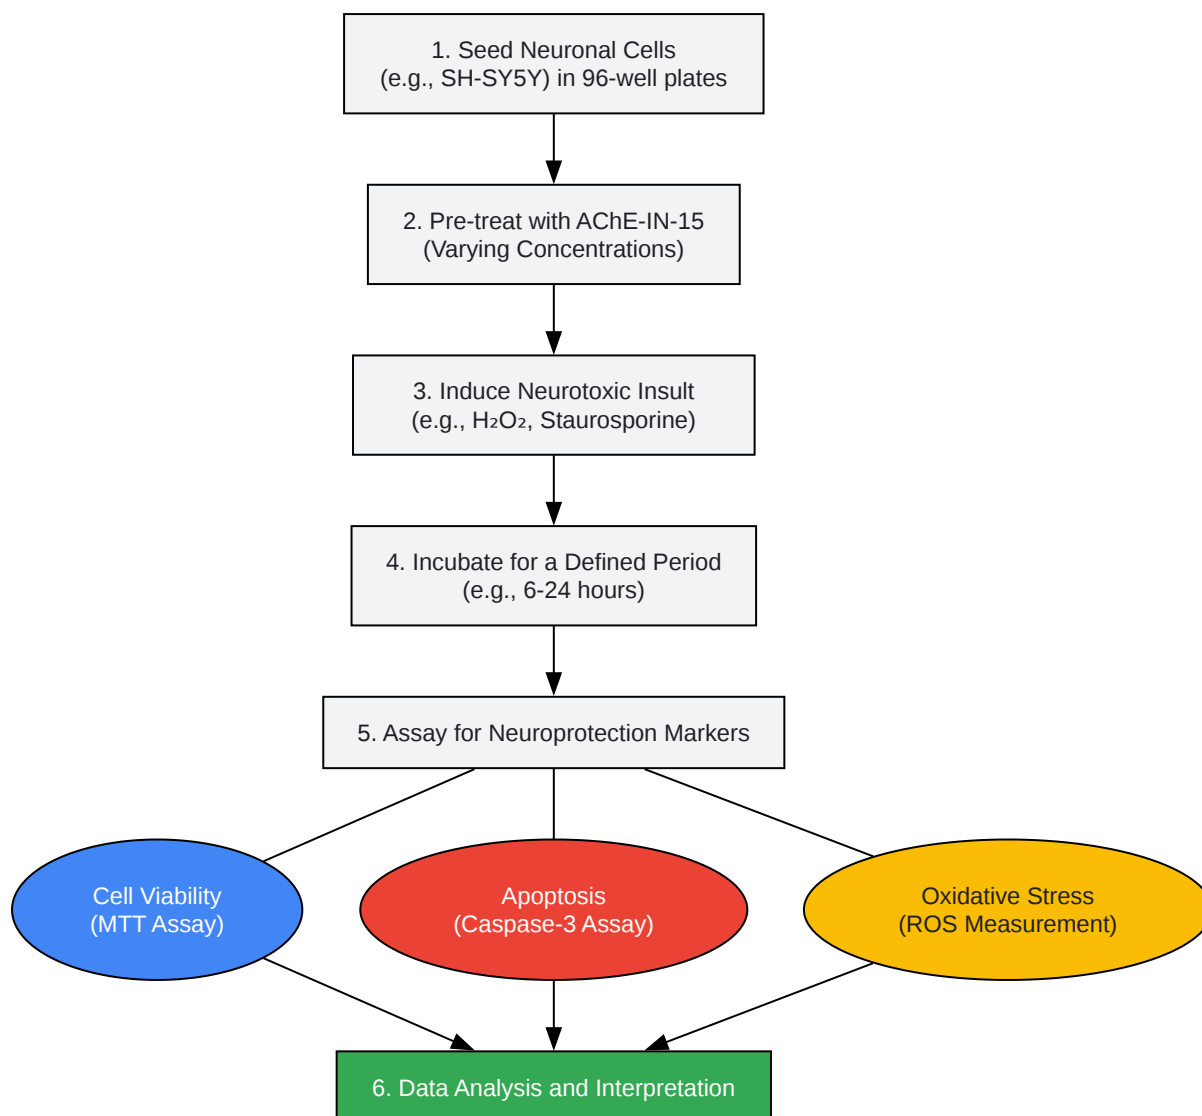 1. Seed Neuronal Cells
(e.g., SH-SY5Y) in 96-well plates
2. Pre-treat with AChE-IN-15
(Varying Concentrations)
3. Induce Neurotoxic Insult
(e.g., H₂O₂, Staurosporine)
4. Incubate for a Defined Period
(e.g., 6-24 hours)
5. Assay for Neuroprotection Markers
Cell Viability
(MTT Assay)
Apoptosis
(Caspase-3 Assay)
Oxidative Stress
(ROS Measurement)
6. Data Analysis and Interpretation